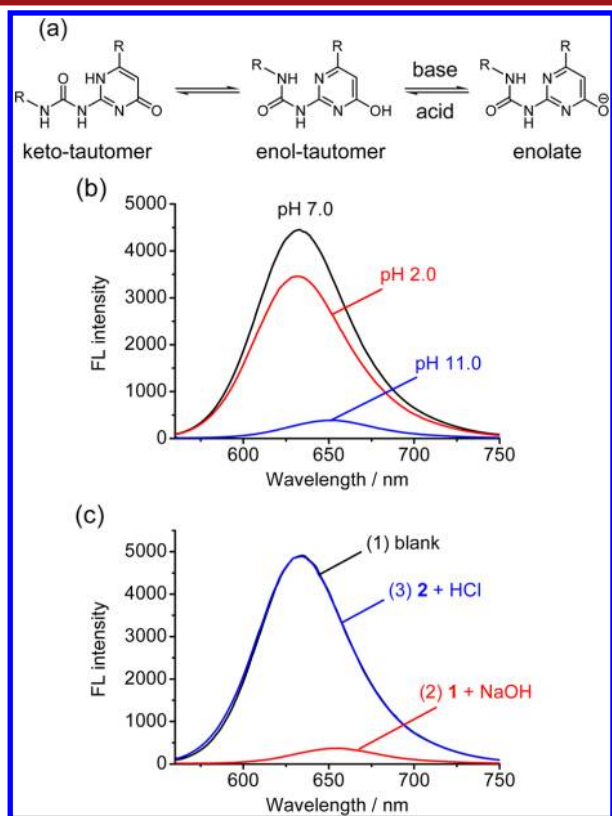 (a)
R
O
HN
R
N
H
N
H
N
O
keto-tautomer
R
R
NH
N
O
N
H
N
OH
enol-tautomer
base
acid
R
R
NH
N
O
N
H
N
O
⊖
enolate
(b)
5000
4000
3000
2000
1000
0
FL intensity
pH 7.0
pH 2.0
pH 11.0
600
650
700
750
Wavelength / nm
(c)
5000
4000
3000
2000
1000
0
FL intensity
(1) blank
(3) 2 + HCl
(2) 1 + NaOH
600
650
700
750
Wavelength / nm